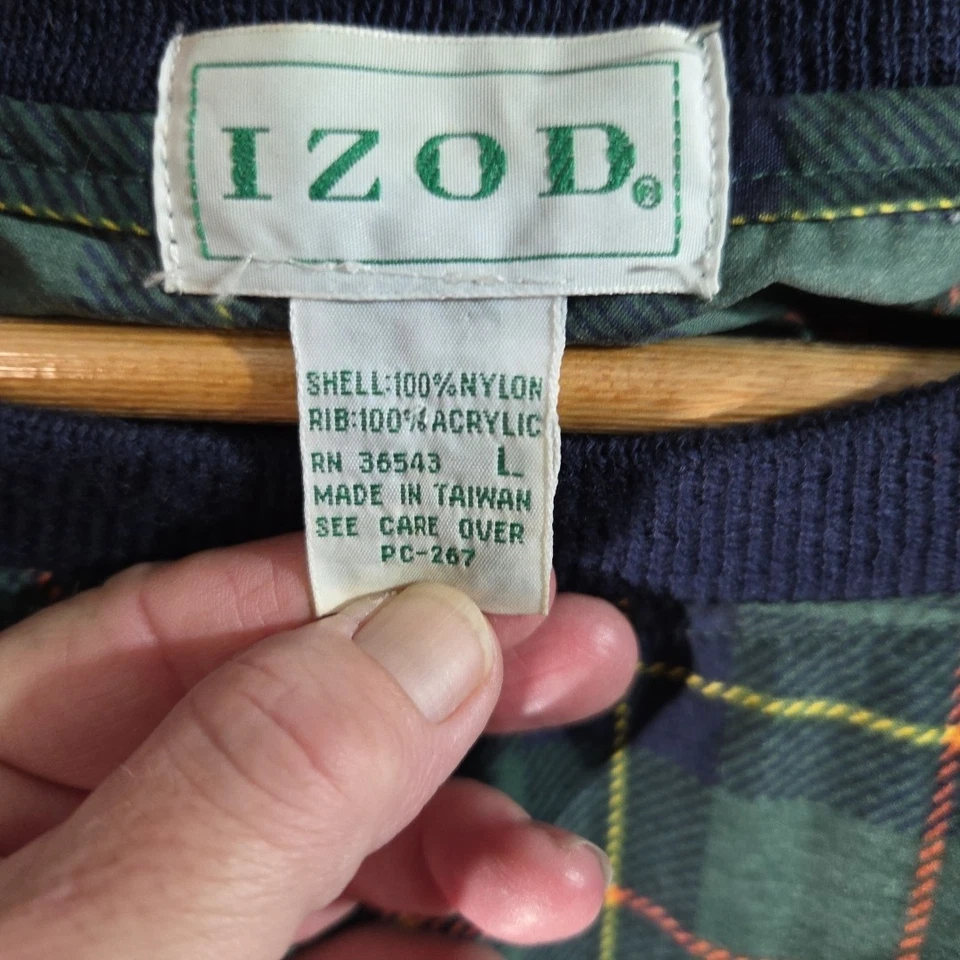 IZOD®
SHELL:100%NYLON
RIB:100%ACRYLIC
RN 36543 L
MADE IN TAIWAN
SEE CARE OVER
PC-267